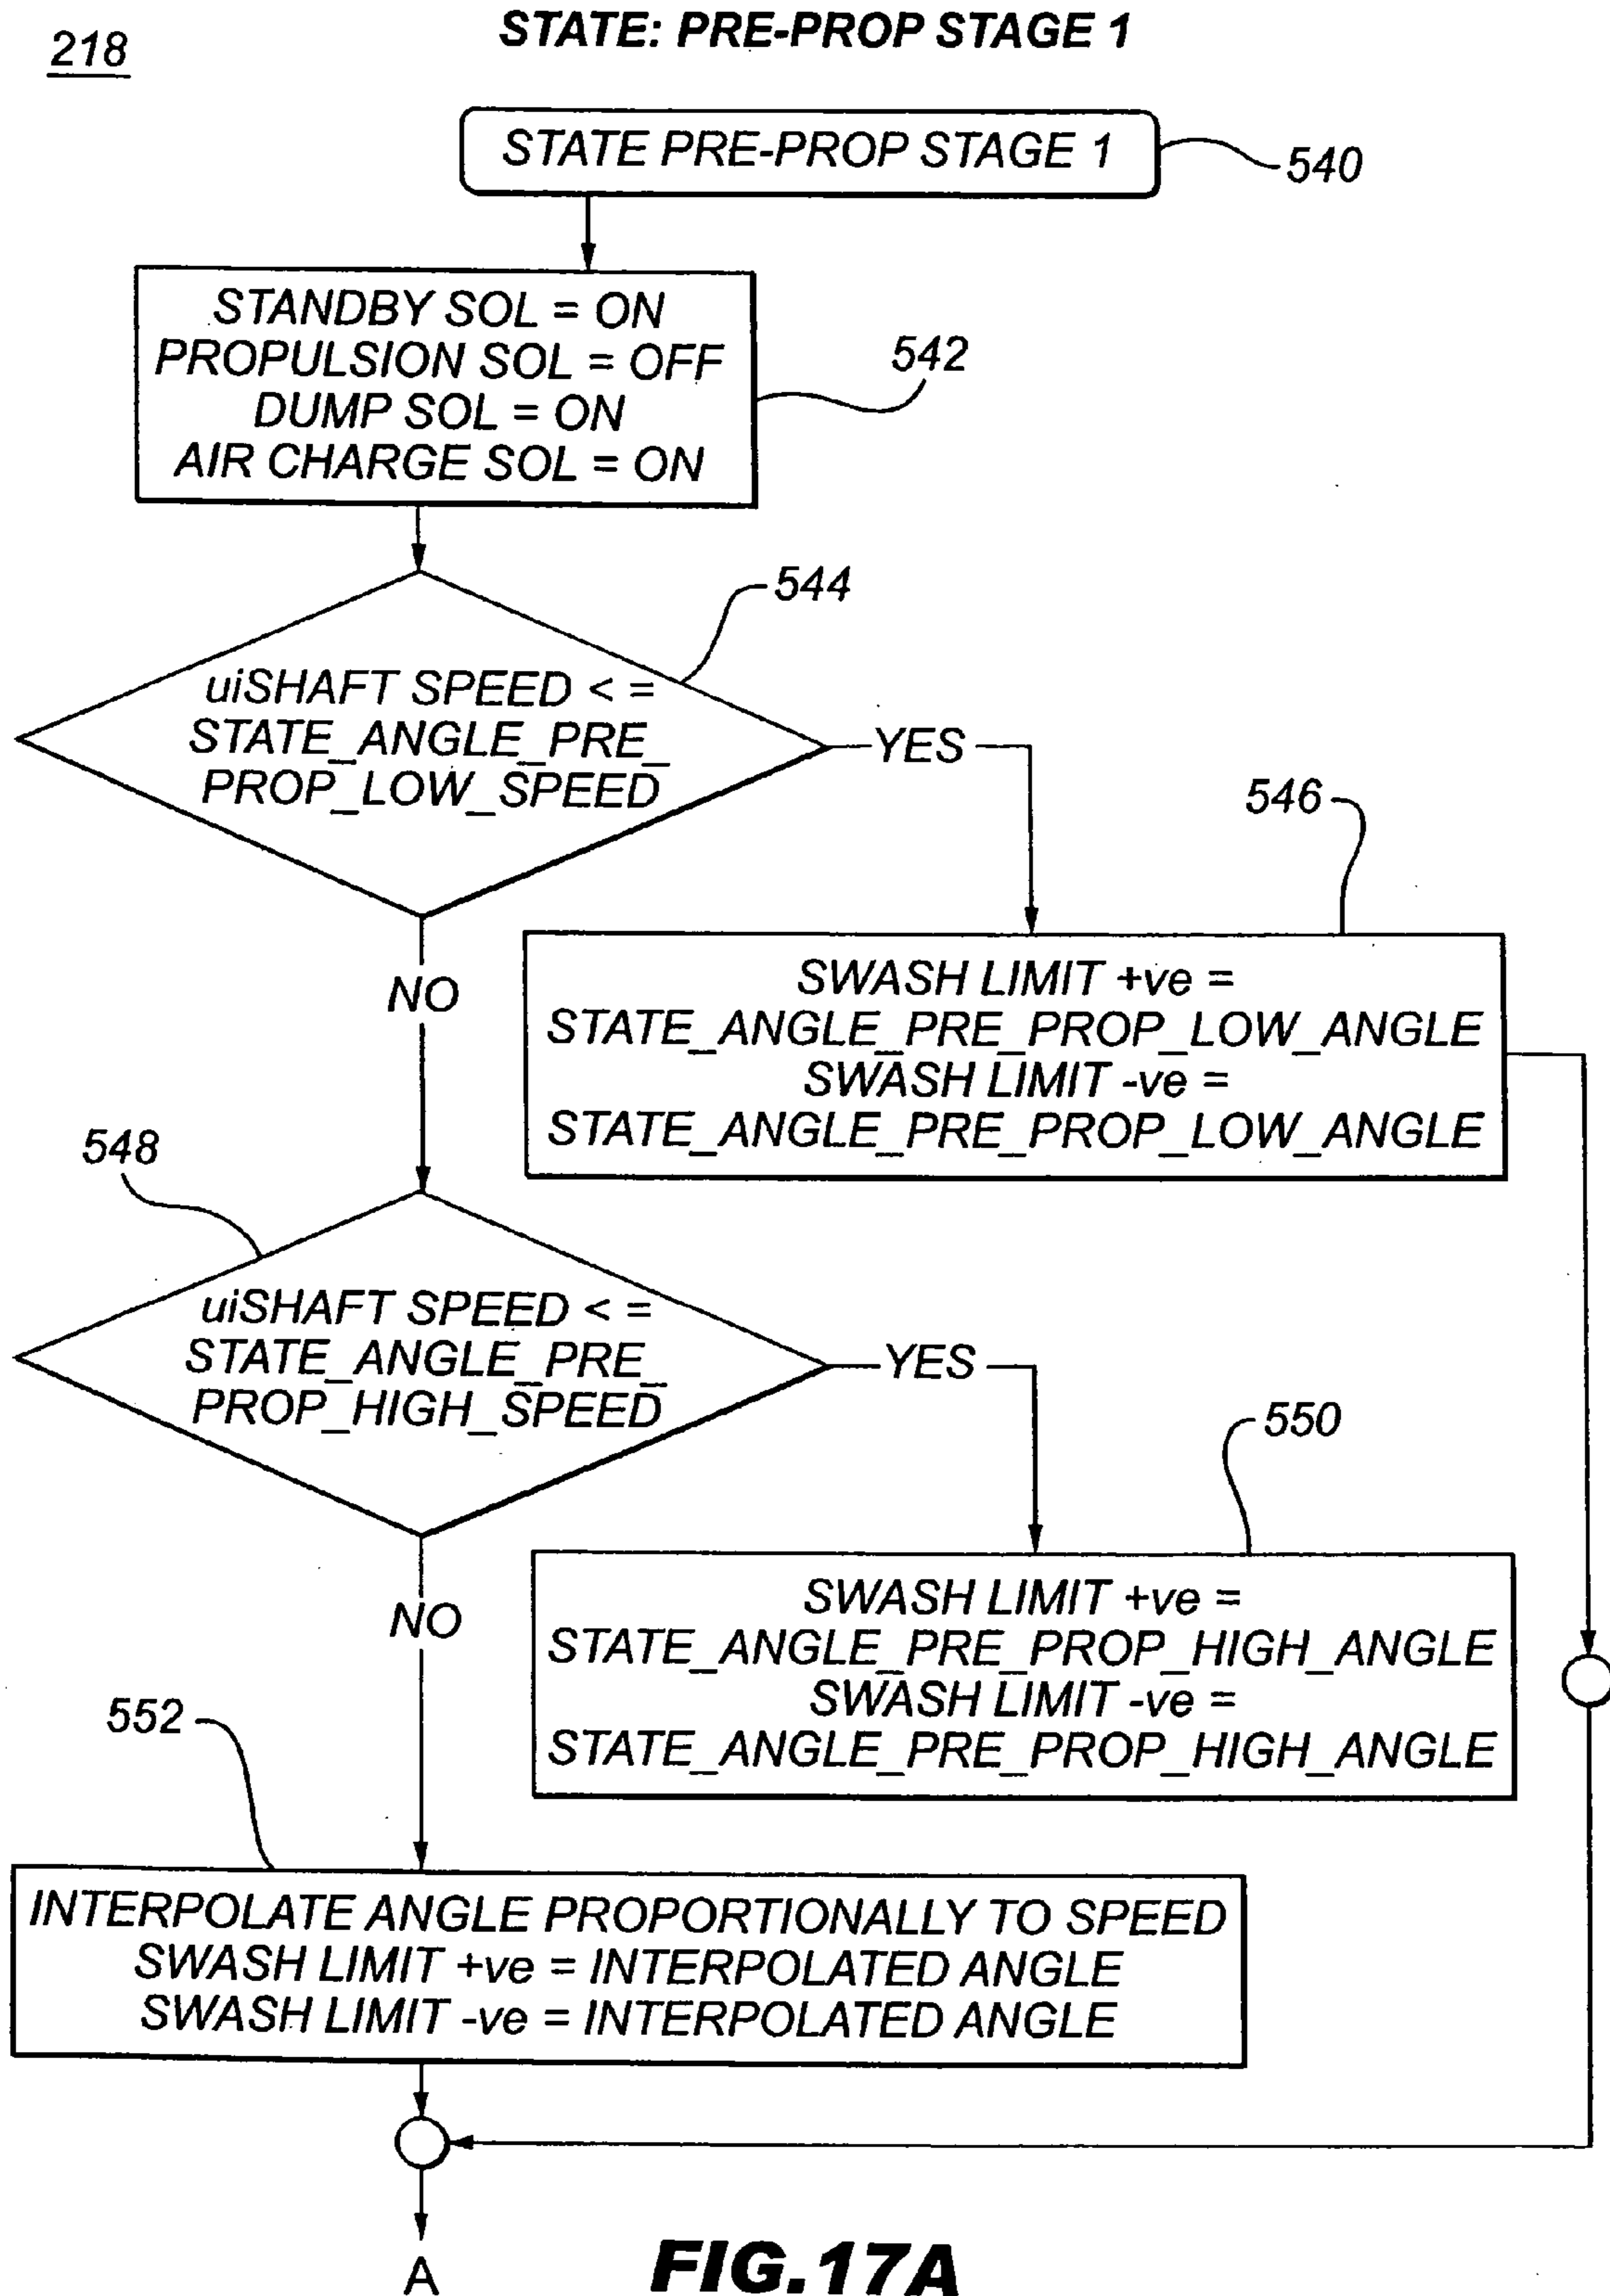 218
STATE: PRE-PROP STAGE 1
STATE PRE-PROP STAGE 1
540
STANDBY SOL = ON
PROPULSION SOL = OFF
DUMP SOL = ON
AIR CHARGE SOL = ON
542
544
uiSHAFT SPEED < =
STATE_ANGLE_PRE_
PROP_LOW_SPEED
YES
546
NO
SWASH LIMIT +ve =
STATE_ANGLE_PRE_PROP_LOW_ANGLE
SWASH LIMIT -ve =
STATE_ANGLE_PRE_PROP_LOW_ANGLE
548
uiSHAFT SPEED < =
STATE_ANGLE_PRE_
PROP_HIGH_SPEED
YES
550
NO
SWASH LIMIT +ve =
STATE_ANGLE_PRE_PROP_HIGH_ANGLE
SWASH LIMIT -ve =
STATE_ANGLE_PRE_PROP_HIGH_ANGLE
552
INTERPOLATE ANGLE PROPORTIONALLY TO SPEED
SWASH LIMIT +ve = INTERPOLATED ANGLE
SWASH LIMIT -ve = INTERPOLATED ANGLE
A
FIG.17A